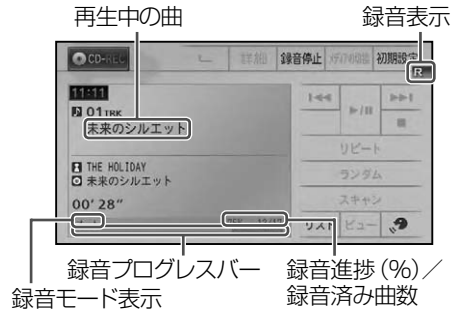 再生中の曲
録音表示
CD-REC
詳細
録音停止
初期設定
R
11:11
01 TRK
未来のシルエット
リピート
THE HOLIDAY
ランダム
未来のシルエット
スキャン
00'28"
リスト
ビュー
録音プログレスバー
録音進捗(%)/
録音済み曲数
録音モード表示